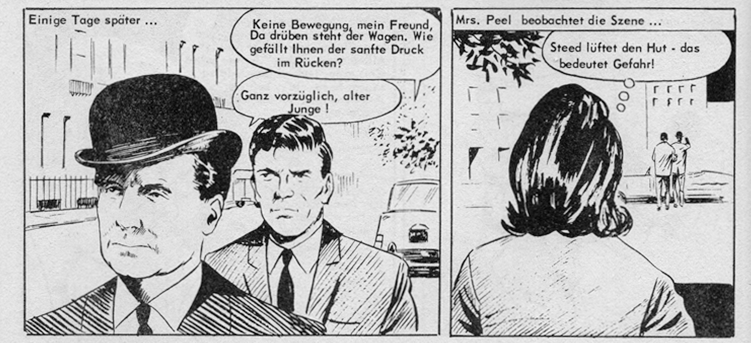 Einige Tage später ...
Keine Bewegung, mein Freund,
Da drüben steht der Wagen. Wie
gefällt Ihnen der sanfte Druck
im Rücken?
Ganz vorzüglich, alter
Junge !
Mrs. Peel beobachtet die Szene ...
Steed lüftet den Hut - das
bedeutet Gefahr!